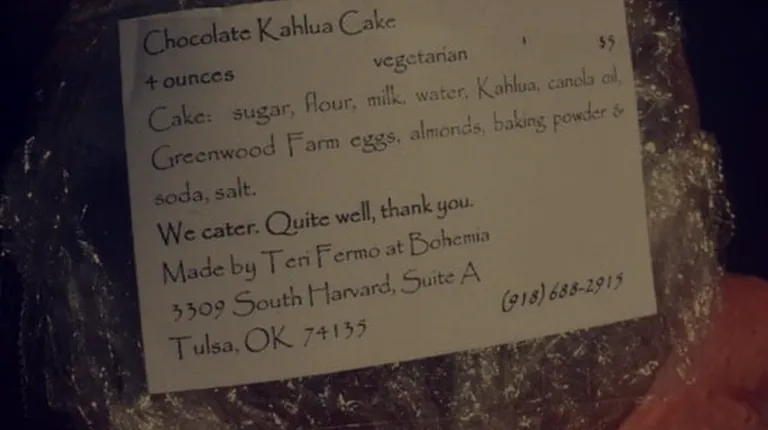 Chocolate Kahlua Cake
4 ounces vegetarian $5
Cake: sugar, flour, milk, water, Kahlua, canola oil,
Greenwood Farm eggs, almonds, baking powder &
soda, salt.
We cater. Quite well, thank you.
Made by Teri Fermo at Bohemia
3309 South Harvard, Suite A
Tulsa, OK 74135 (918)688-2915